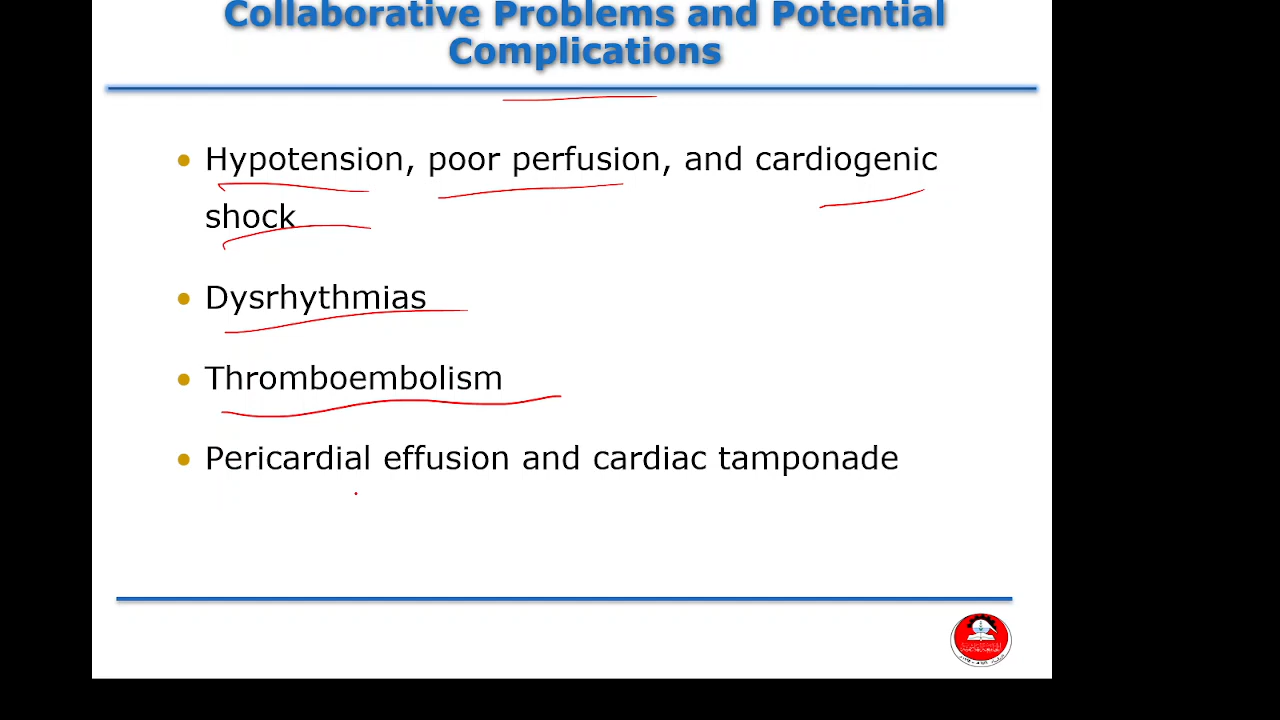 Collaborative Problems and Potential
Complications
• Hypotension, poor perfusion, and cardiogenic
shock
• Dysrhythmias
• Thromboembolism
• Pericardial effusion and cardiac tamponade